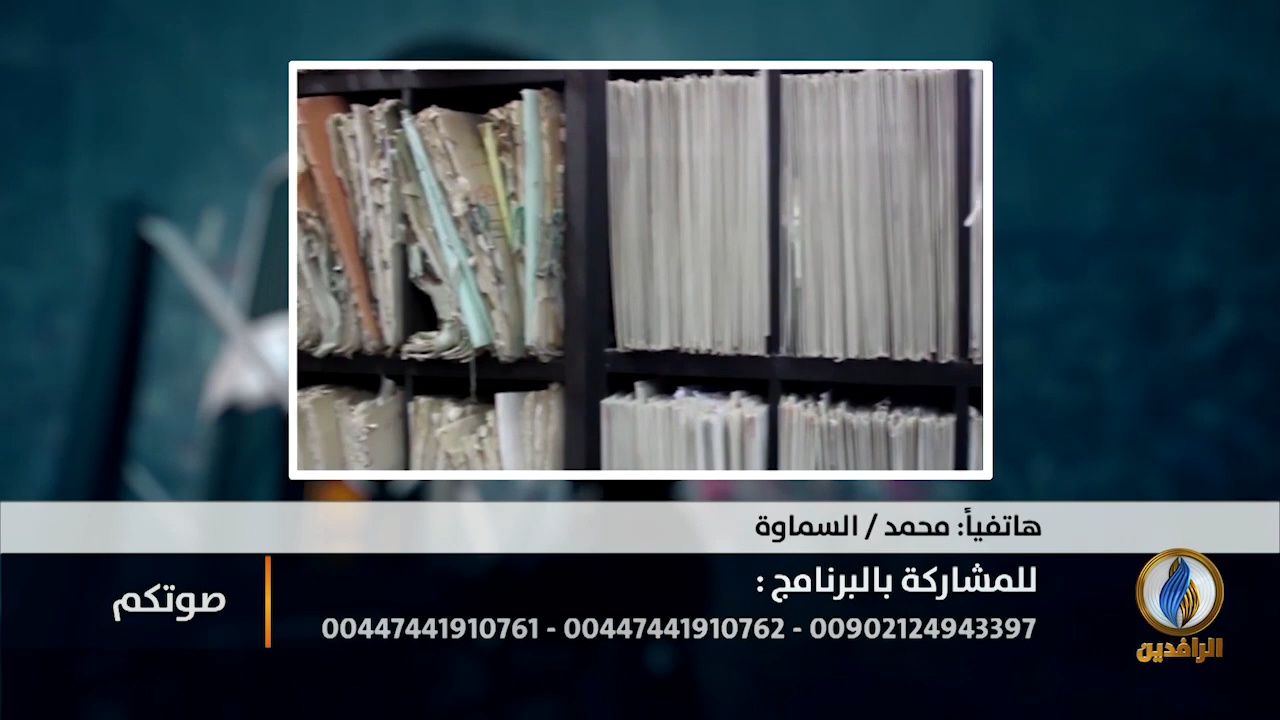 هاتفياً: محمد / السماوة
للمشاركة بالبرنامج :
00447441910761 - 00447441910762 - 00902124943397
صوتكم
الرافدين